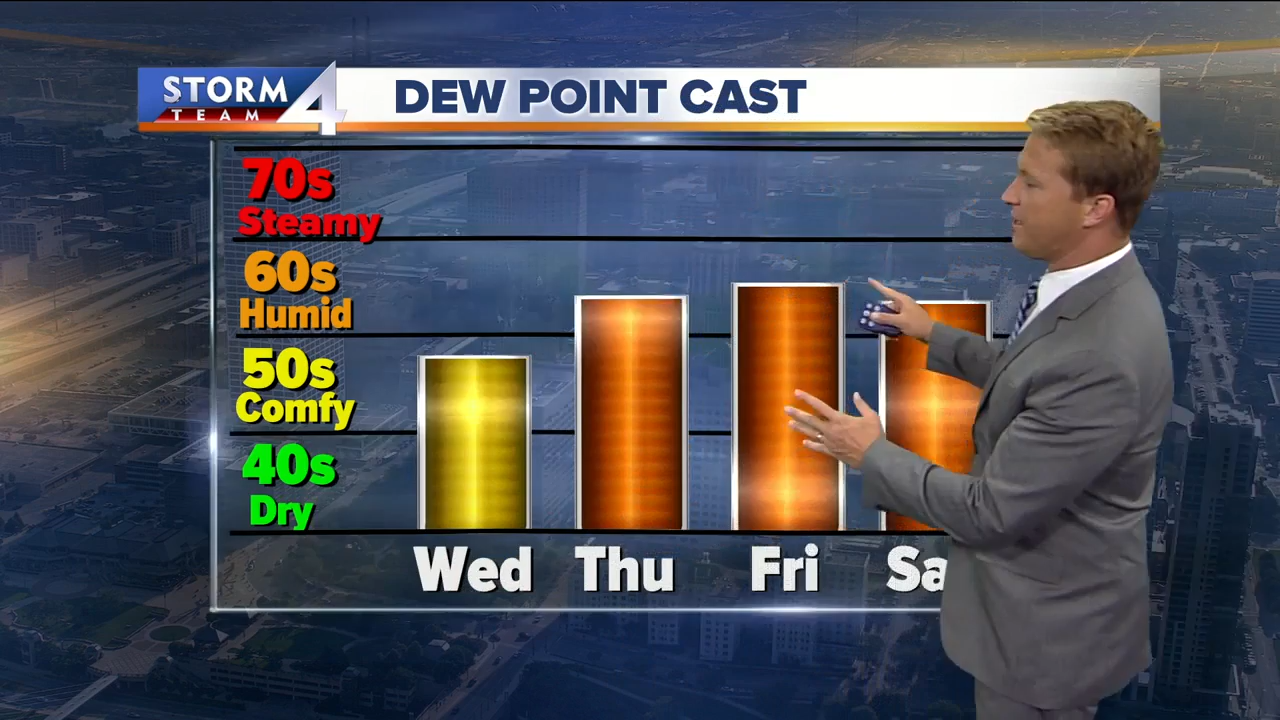 STORM
TEAM
4
DEW POINT CAST
70s
Steamy
60s
Humid
50s
Comfy
40s
Dry
Wed Thu Fri Sa